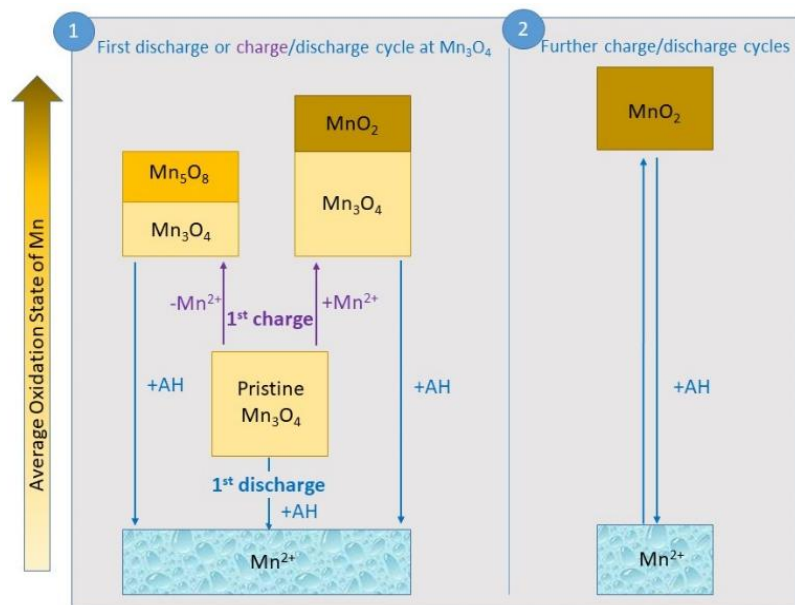 1
First discharge or charge/discharge cycle at Mn₃O₄
2
Further charge/discharge cycles
Average Oxidation State of Mn
MnO₂
Mn₅O₈
Mn₃O₄
Mn₃O₄
-Mn²⁺
+Mn²⁺
1ˢᵗ charge
+AH
Pristine
Mn₃O₄
+AH
1ˢᵗ discharge
+AH
Mn²⁺
MnO₂
+AH
Mn²⁺